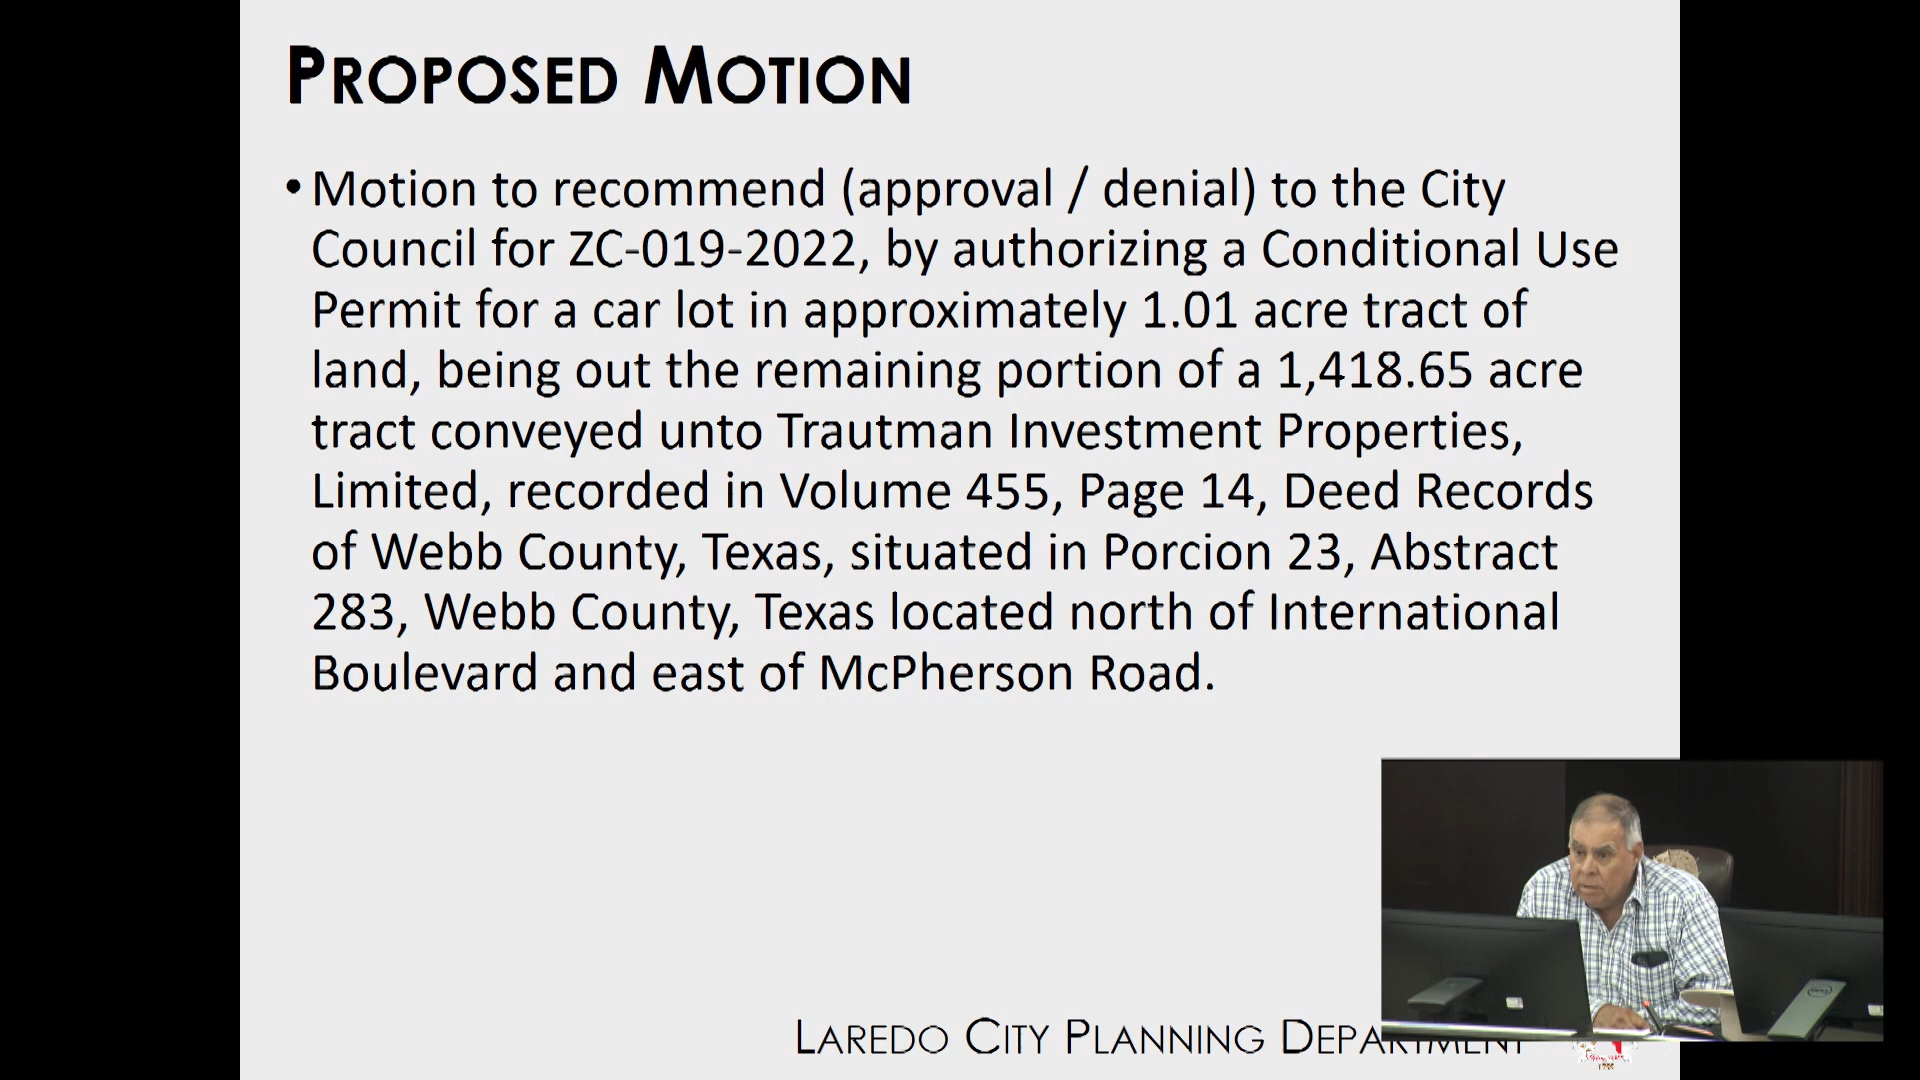 PROPOSED MOTION
• Motion to recommend (approval / denial) to the City
Council for ZC-019-2022, by authorizing a Conditional Use
Permit for a car lot in approximately 1.01 acre tract of
land, being out the remaining portion of a 1,418.65 acre
tract conveyed unto Trautman Investment Properties,
Limited, recorded in Volume 455, Page 14, Deed Records
of Webb County, Texas, situated in Porcion 23, Abstract
283, Webb County, Texas located north of International
Boulevard and east of McPherson Road.
LAREDO CITY PLANNING DEPARTMENT